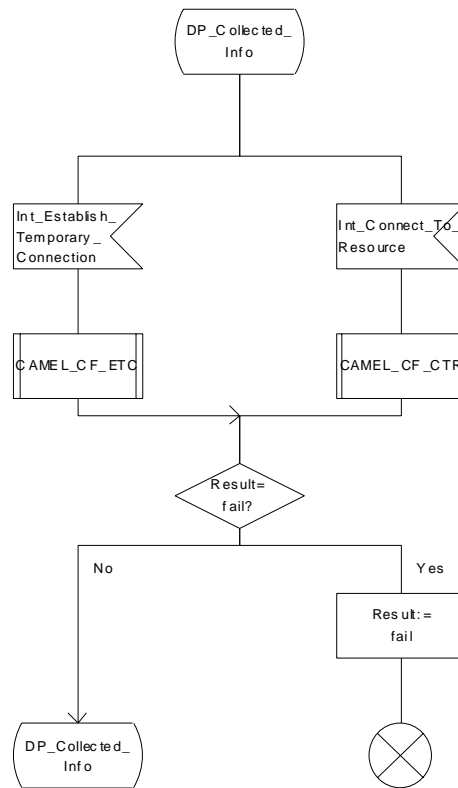 DP_Collected_
Info
Int_Establish_
Temporary_
Connection
Int_Connect_To_
Resource
CAMEL_CF_ETC
CAMEL_CF_CTR
Result=
fail?
No
Yes
Result:=
fail
DP_Collected_
Info